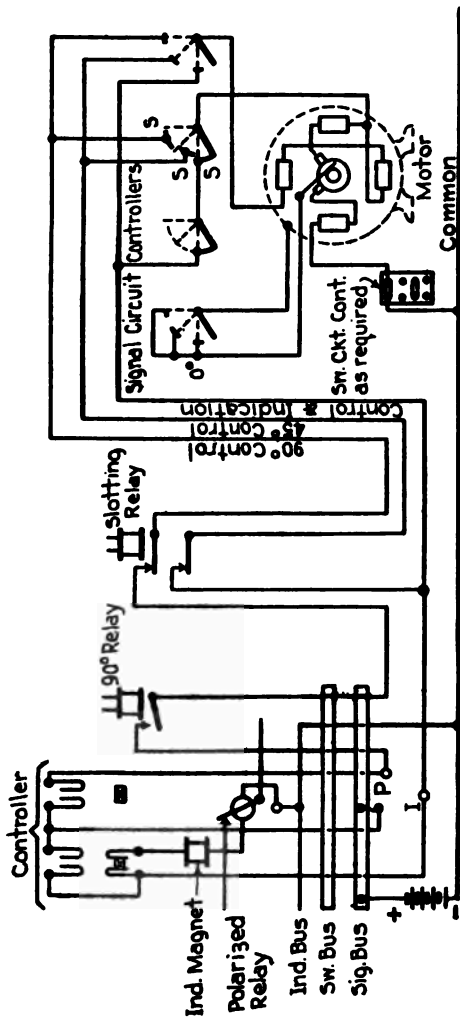 Controller
Ind. Magnet
Polarized
Relay
Ind. Bus
Sw. Bus
Sig. Bus
+
-
P
I
90° Relay
Slotting
Relay
90° Control
45° Control
Control & Indication
Signal Circuit Controllers
0°
S
S
S
Sw. Ckt. Cont.
as required
Motor
Common